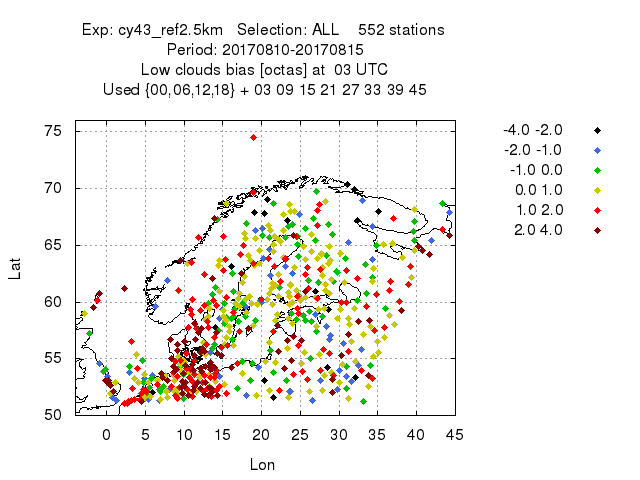 Exp: cy43_ref2.5km   Selection: ALL    552 stations
Period: 20170810-20170815
Low clouds bias [octas] at  03 UTC
Used {00,06,12,18} + 03 09 15 21 27 33 39 45
-4.0 -2.0
-2.0 -1.0
-1.0 0.0
0.0 1.0
1.0 2.0
2.0 4.0
75
70
65
60
55
50
Lat
0 5 10 15 20 25 30 35 40 45
Lon